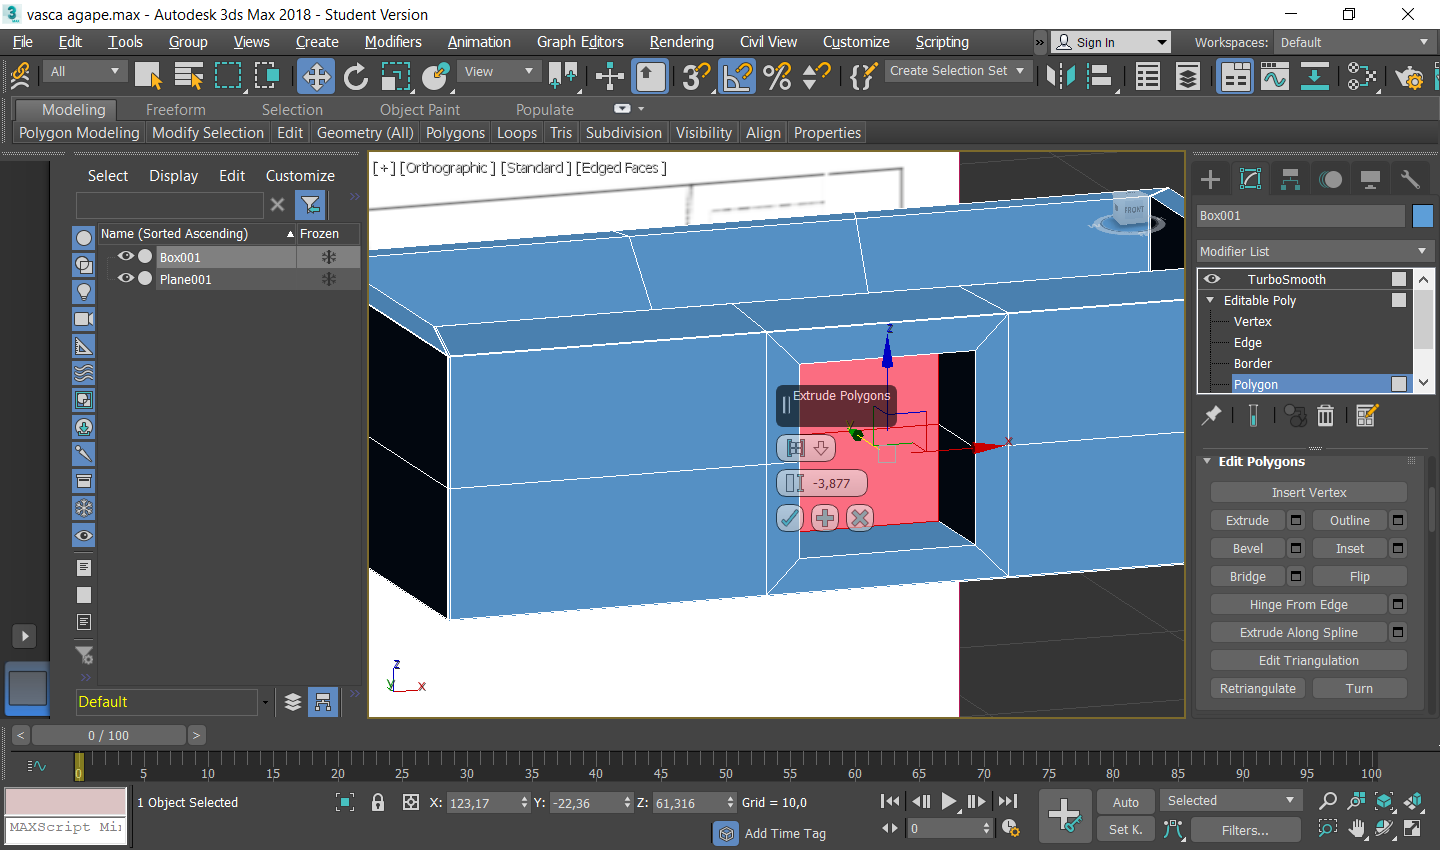 vasca agape.max - Autodesk 3ds Max 2018 - Student Version
File Edit Tools Group Views Create Modifiers Animation Graph Editors Rendering Civil View Customize Scripting » Sign In Workspaces: Default
All View Create Selection Set
Modeling Freeform Selection Object Paint Populate
Polygon Modeling Modify Selection Edit Geometry (All) Polygons Loops Tris Subdivision Visibility Align Properties
Select Display Edit Customize
Name (Sorted Ascending) Frozen
Box001
Plane001
Default
[+] [Orthographic ] [Standard ] [Edged Faces ]
FRONT
z
Extrude Polygons
y
x
-3,877
z
y
x
Box001
Modifier List
TurboSmooth
Editable Poly
Vertex
Edge
Border
Polygon
Edit Polygons
Insert Vertex
Extrude Outline
Bevel Inset
Bridge Flip
Hinge From Edge
Extrude Along Spline
Edit Triangulation
Retriangulate Turn
< 0 / 100 >
0 5 10 15 20 25 30 35 40 45 50 55 60 65 70 75 80 85 90 95 100
1 Object Selected X: 123,17 Y: -22,36 Z: 61,316 Grid = 10,0 Auto Selected
MAXScript Mi
Add Time Tag 0 Set K. Filters...